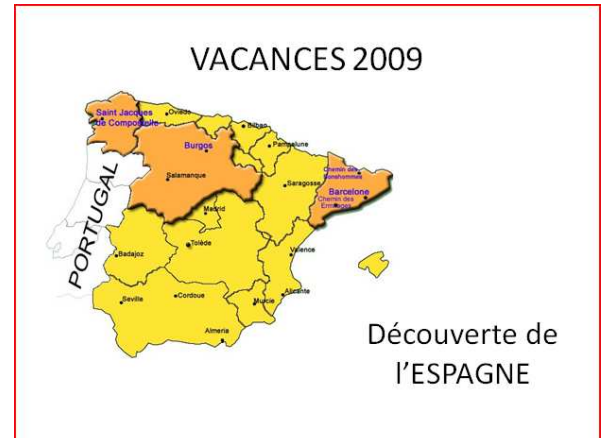 VACANCES 2009
Saint Jacques
de Compostelle
Oviedo
Bilbao
Burgos
Pampelune
Salamanque
Chemin des
Bonshommes
Saragosse
Barcelone
Chemin des
Ermitages
PORTUGAL
Madrid
Tolède
Valence
Badajoz
Seville
Cordoue
Alicante
Murcie
Almeria
Découverte de
l'ESPAGNE